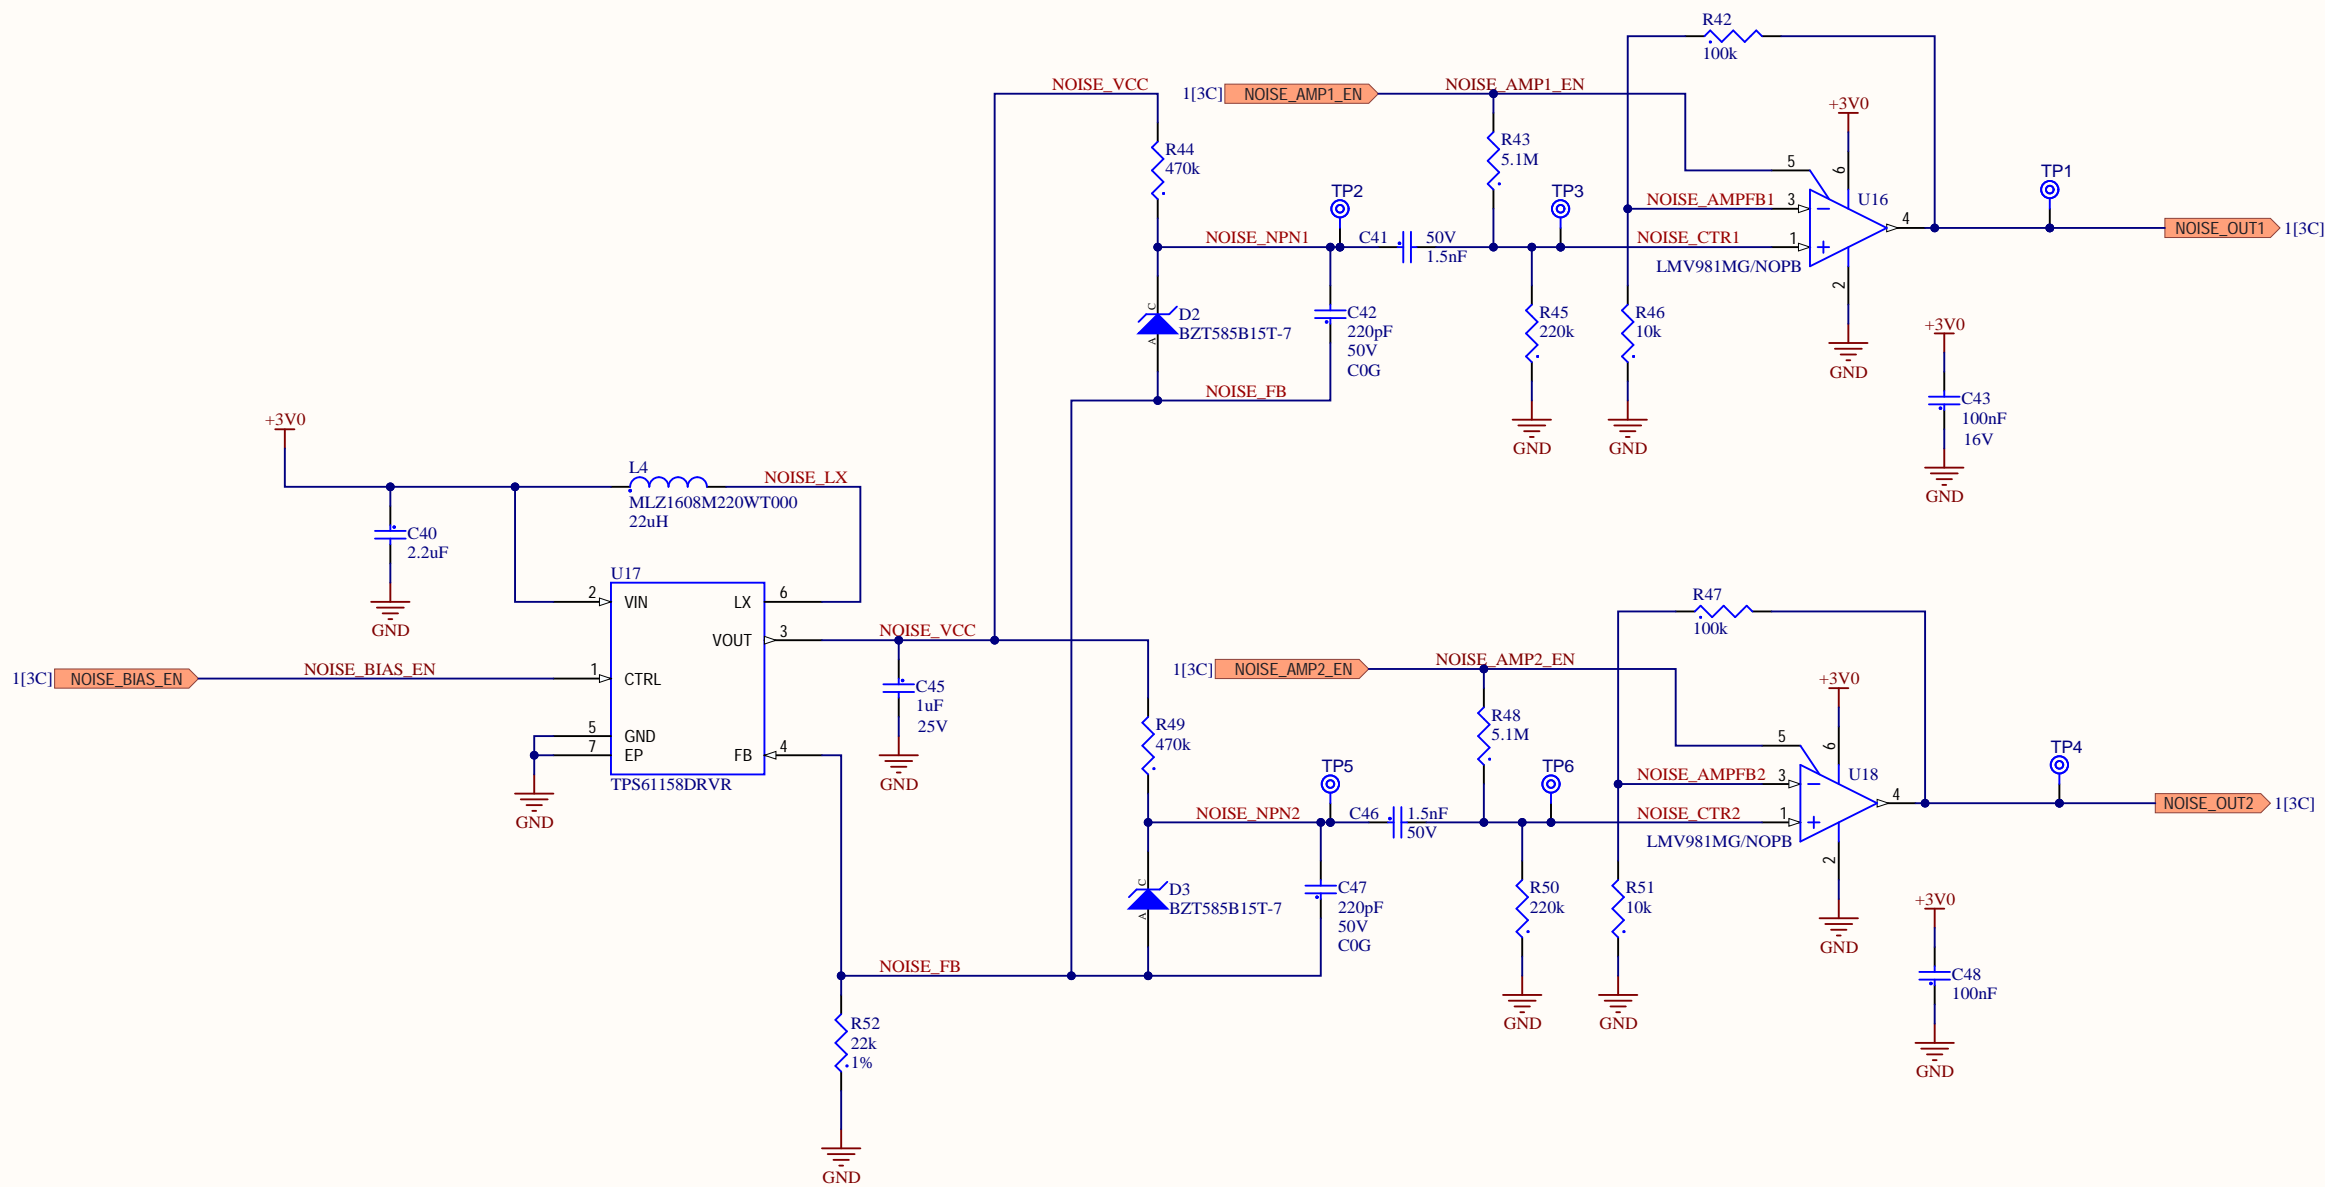 R42
100k
NOISE_VCC
1[3C]
NOISE_AMP1_EN
NOISE_AMP1_EN
+3V0
R44
470k
R43
5.1M
5
6
TP2
TP3
TP1
NOISE_AMPFB1
3
U16
4
NOISE_OUT1
1[3C]
NOISE_NPN1
C41
50V
1.5nF
NOISE_CTR1
1
LMV981MG/NOPB
2
C
D2
BZT585B15T-7
A
C42
220pF
50V
C0G
R45
220k
R46
10k
GND
+3V0
NOISE_FB
C43
100nF
16V
GND
GND
GND
+3V0
L4
NOISE_LX
MLZ1608M220WT000
22uH
C40
2.2uF
GND
U17
2
VIN
LX
6
VOUT
3
NOISE_VCC
1[3C]
NOISE_BIAS_EN
NOISE_BIAS_EN
1
CTRL
5
GND
7
EP
FB
4
TPS61158DRVR
GND
C45
1uF
25V
GND
R47
100k
1[3C]
NOISE_AMP2_EN
NOISE_AMP2_EN
+3V0
R49
470k
R48
5.1M
5
6
TP5
TP6
TP4
NOISE_AMPFB2
3
U18
4
NOISE_OUT2
1[3C]
NOISE_NPN2
C46
1.5nF
50V
NOISE_CTR2
1
LMV981MG/NOPB
2
C
D3
BZT585B15T-7
A
C47
220pF
50V
C0G
R50
220k
R51
10k
GND
+3V0
NOISE_FB
C48
100nF
GND
GND
GND
R52
22k
1%
GND